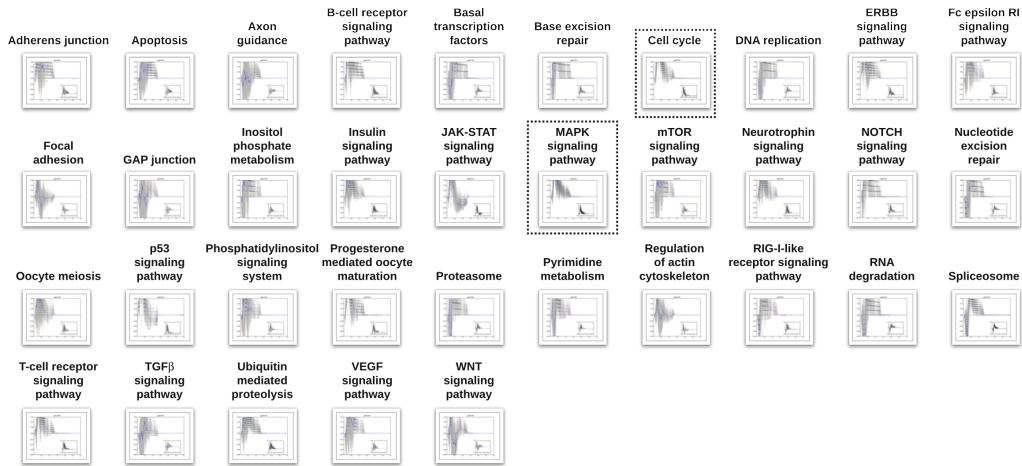 Adherens junction
Apoptosis
Axon
guidance
B-cell receptor
signaling
pathway
Basal
transcription
factors
Base excision
repair
Cell cycle
DNA replication
ERBB
signaling
pathway
Fc epsilon RI
signaling
pathway
Focal
adhesion
GAP junction
Inositol
phosphate
metabolism
Insulin
signaling
pathway
JAK-STAT
signaling
pathway
MAPK
signaling
pathway
mTOR
signaling
pathway
Neurotrophin
signaling
pathway
NOTCH
signaling
pathway
Nucleotide
excision
repair
Oocyte meiosis
p53
signaling
pathway
Phosphatidylinositol
signaling
system
Progesterone
mediated oocyte
maturation
Proteasome
Pyrimidine
metabolism
Regulation
of actin
cytoskeleton
RIG-I-like
receptor signaling
pathway
RNA
degradation
Spliceosome
T-cell receptor
signaling
pathway
TGFβ
signaling
pathway
Ubiquitin
mediated
proteolysis
VEGF
signaling
pathway
WNT
signaling
pathway